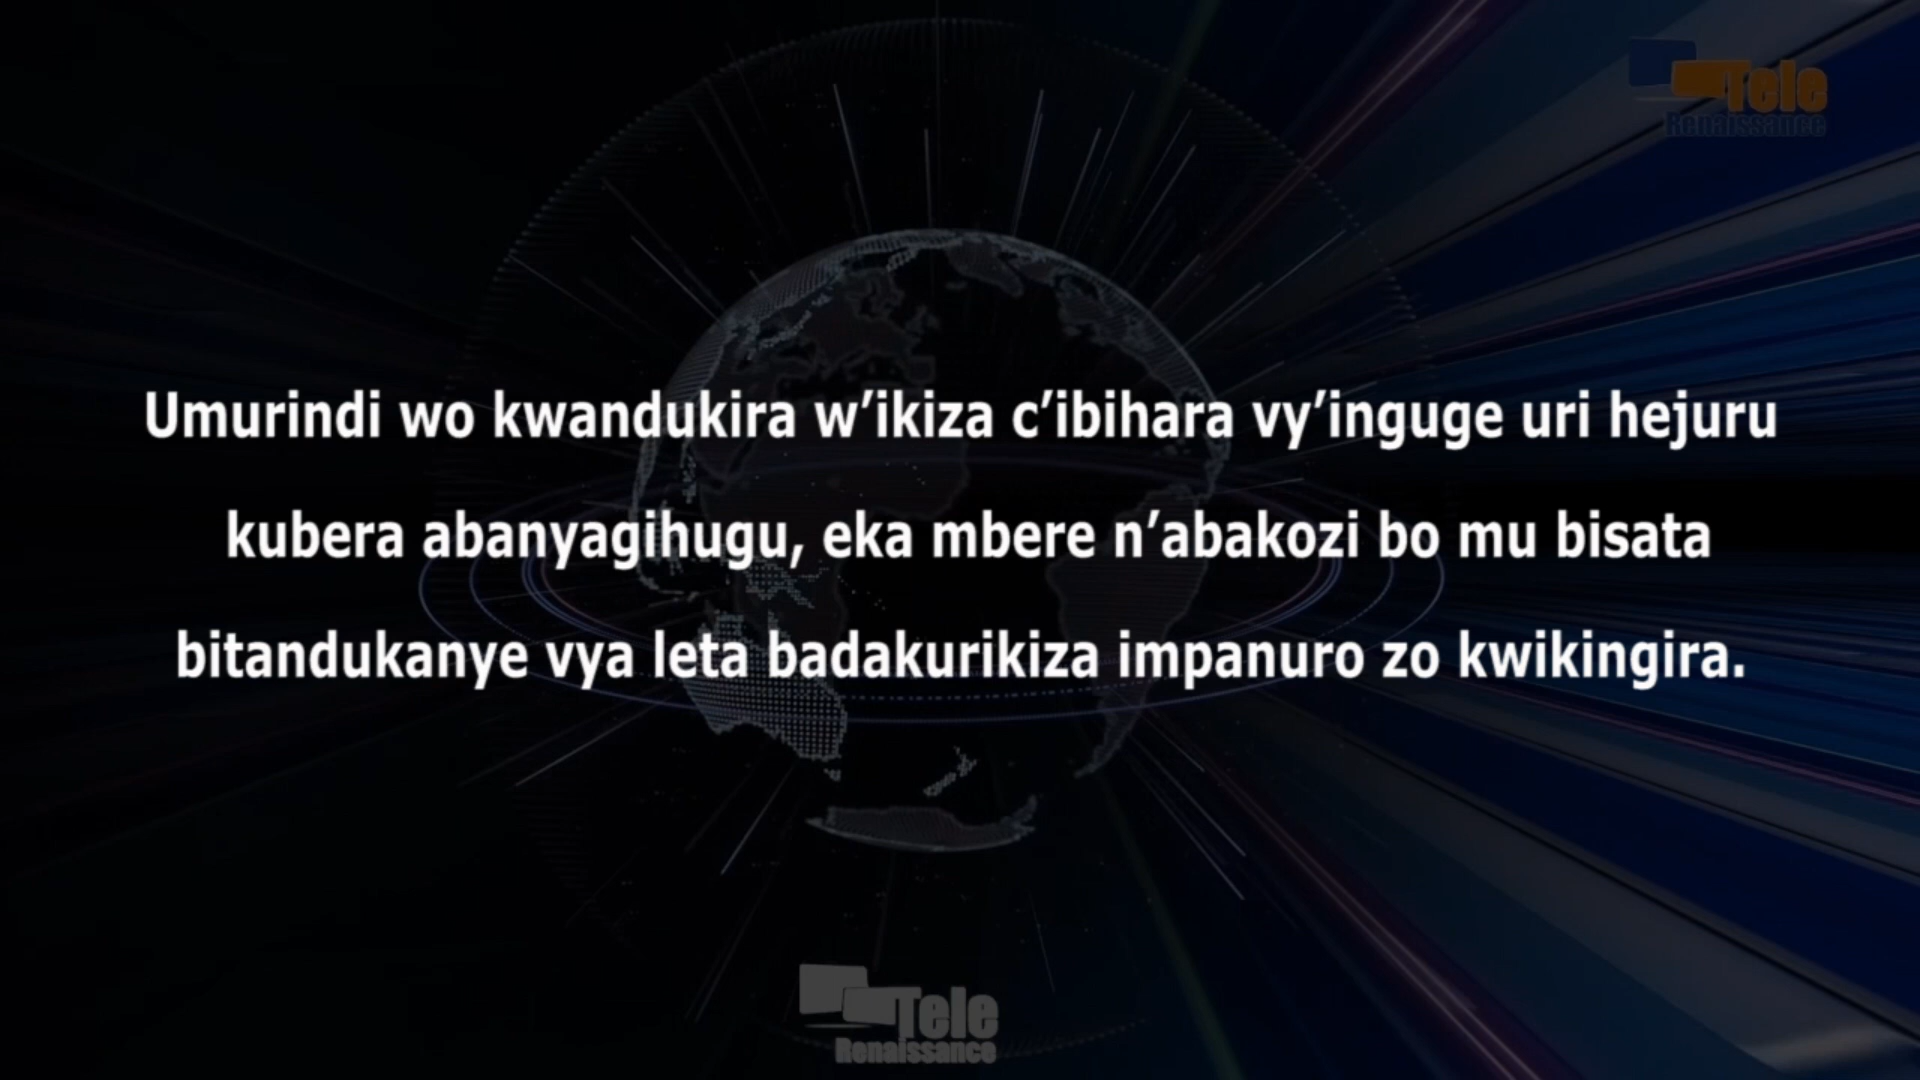 Tele
Renaissance
Umurindi wo kwandukira w’ikiza c’ibihara vy’inguge uri hejuru
kubera abanyagihugu, eka mbere n’abakozi bo mu bisata
bitandukanye vya leta badakurikiza impanuro zo kwikingira.
Tele
Renaissance